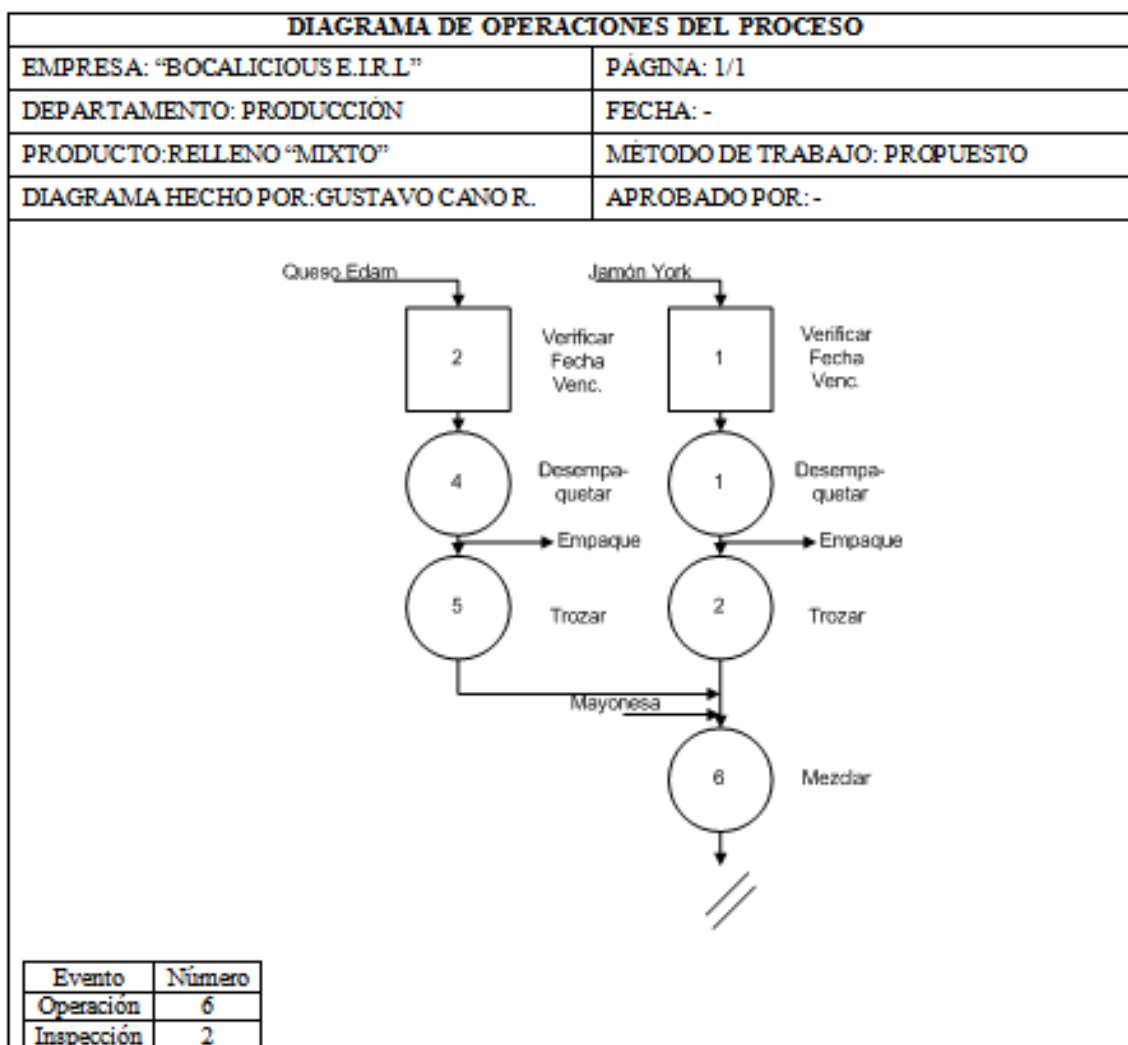 DIAGRAMA DE OPERACIONES DEL PROCESO
EMPRESA: “BOCALICIOUS E.I.R.L”
PÁGINA: 1/1
DEPARTAMENTO: PRODUCCIÓN
FECHA: -
PRODUCTO:RELLENO “MIXTO”
MÉTODO DE TRABAJO: PROPUESTO
DIAGRAMA HECHO POR:GUSTAVO CANO R.
APROBADO POR: -
Queso Edam
Jamón York
2
Verificar
Fecha
Venc.
1
Verificar
Fecha
Venc.
4
Desempa-
quetar
1
Desempa-
quetar
Empaque
Empaque
5
Trozar
2
Trozar
Mayonesa
6
Mezclar
Evento Número
Operación 6
Inspección 2